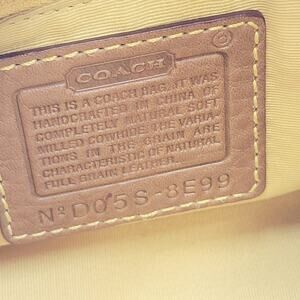 COACH
THIS IS A COACH BAG. IT WAS
HANDCRAFTED IN CHINA OF
COMPLETELY NATURAL SOFT
MILLED COWHIDE. THE VARIA-
TIONS IN THE GRAIN ARE
CHARACTERISTIC OF NATURAL
FULL GRAIN LEATHER.
Nº D05S-8E99